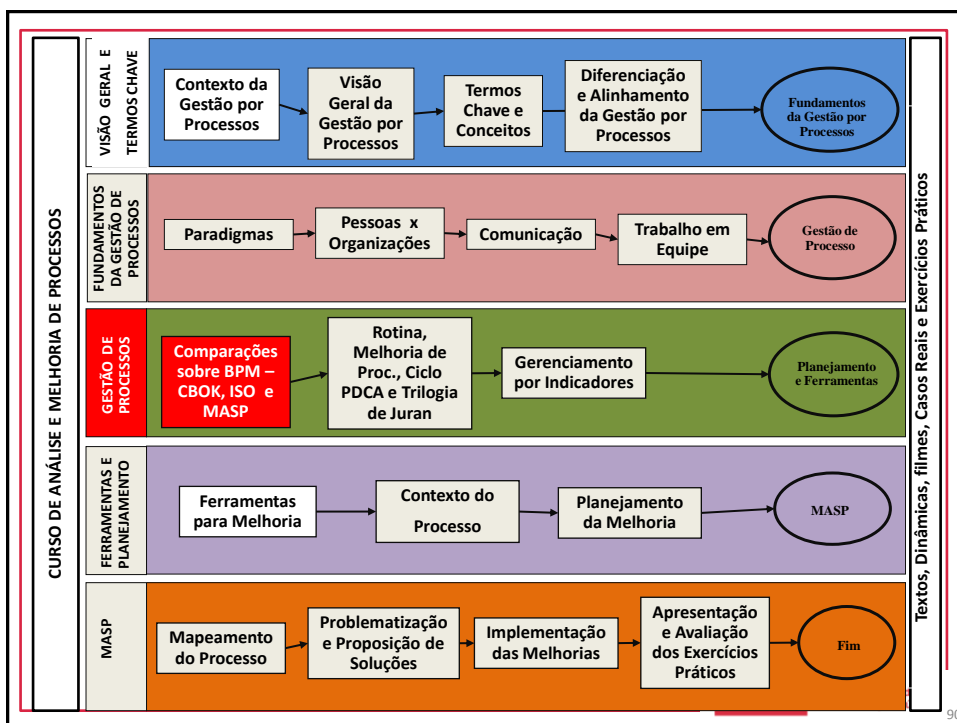 CURSO DE ANÁLISE E MELHORIA DE PROCESSOS
VISÃO GERAL E
TERMOS CHAVE
Contexto da
Gestão por
Processos
Visão
Geral da
Gestão por
Processos
Termos
Chave e
Conceitos
Diferenciação
e Alinhamento
da Gestão por
Processos
Fundamentos
da Gestão por
Processos
FUNDAMENTOS
DA GESTÃO DE
PROCESSOS
Paradigmas
Pessoas x
Organizações
Comunicação
Trabalho em
Equipe
Gestão de
Processo
GESTÃO DE
PROCESSOS
Comparações
sobre BPM –
CBOK, ISO e
MASP
Rotina,
Melhoria de
Proc., Ciclo
PDCA e Trilogia
de Juran
Gerenciamento
por Indicadores
Planejamento
e Ferramentas
FERRAMENTAS E
PLANEJAMENTO
Ferramentas
para Melhoria
Contexto do
Processo
Planejamento
da Melhoria
MASP
MASP
Mapeamento
do Processo
Problematização
e Proposição de
Soluções
Implementação
das Melhorias
Apresentação
e Avaliação
dos Exercícios
Práticos
Fim
Textos, Dinâmicas, filmes, Casos Reais e Exercícios Práticos
90